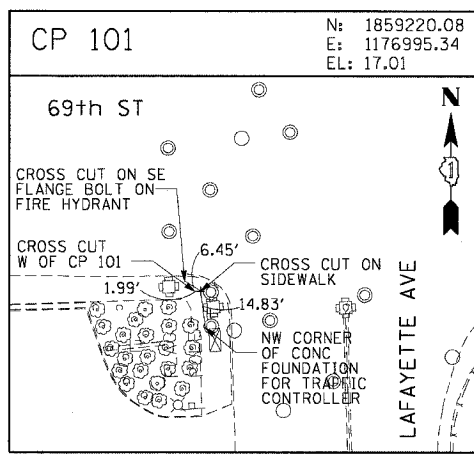 CP 101
N: 1859220.08
E: 1176995.34
EL: 17.01
69th ST
N
1
CROSS CUT ON SE
FLANGE BOLT ON
FIRE HYDRANT
CROSS CUT
W OF CP 101
6.45'
CROSS CUT ON
SIDEWALK
1.99'
14.83'
NW CORNER
OF CONC
FOUNDATION
FOR TRAFFIC
CONTROLLER
LAFAYETTE AVE